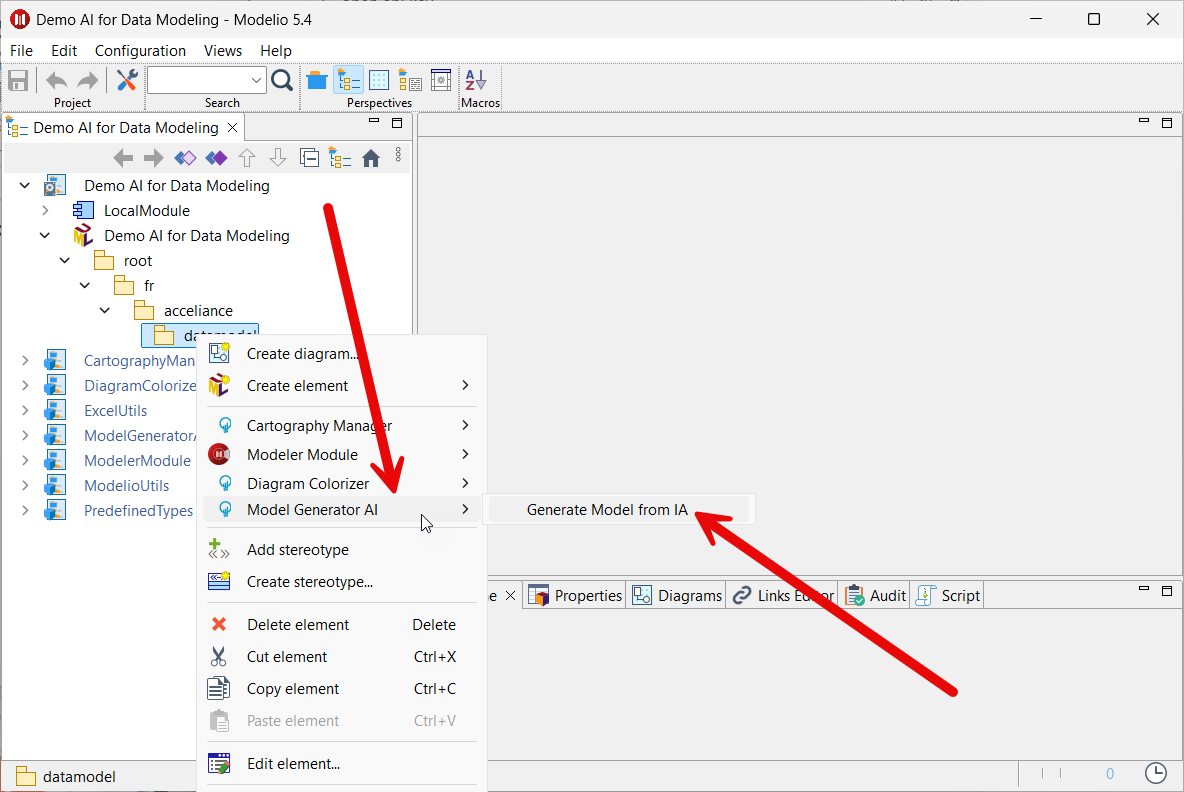 Demo AI for Data Modeling - Modelio 5.4
File Edit Configuration Views Help
Project Search Perspectives Macros
Demo AI for Data Modeling
Demo AI for Data Modeling
LocalModule
Demo AI for Data Modeling
root
fr
acceliance
datamodel
CartographyMan
DiagramColorize
ExcelUtils
ModelGeneratorA
ModelerModule
ModelioUtils
PredefinedTypes
Create diagram...
Create element
Cartography Manager
Modeler Module
Diagram Colorizer
Model Generator AI
Generate Model from IA
Add stereotype
Create stereotype...
Delete element Delete
Cut element Ctrl+X
Copy element Ctrl+C
Paste element Ctrl+V
Edit element...
ne Properties Diagrams Links Editor Audit Script
datamodel 0